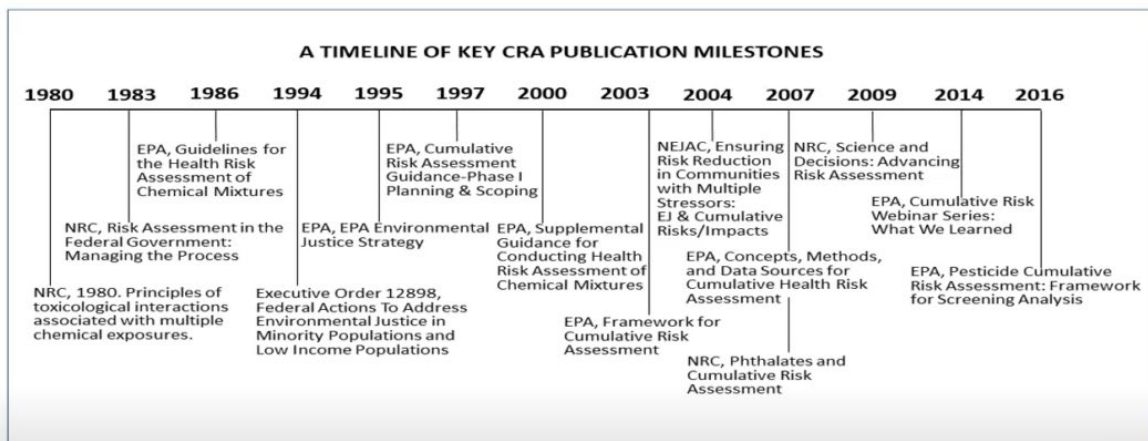 A TIMELINE OF KEY CRA PUBLICATION MILESTONES
1980 1983 1986 1994 1995 1997 2000 2003 2004 2007 2009 2014 2016
EPA, Guidelines for
the Health Risk
Assessment of
Chemical Mixtures
EPA, Cumulative
Risk Assessment
Guidance-Phase I
Planning & Scoping
NEJAC, Ensuring
Risk Reduction
in Communities
with Multiple
Stressors:
EJ & Cumulative
Risks/Impacts
NRC, Science and
Decisions: Advancing
Risk Assessment
NRC, Risk Assessment in the
Federal Government:
Managing the Process
EPA, EPA Environmental
Justice Strategy
EPA, Supplemental
Guidance for
Conducting Health
Risk Assessment of
Chemical Mixtures
EPA, Cumulative Risk
Webinar Series:
What We Learned
NRC, 1980. Principles of
toxicological interactions
associated with multiple
chemical exposures.
Executive Order 12898,
Federal Actions To Address
Environmental Justice in
Minority Populations and
Low Income Populations
EPA, Framework for
Cumulative Risk
Assessment
EPA, Concepts, Methods,
and Data Sources for
Cumulative Health Risk
Assessment
NRC, Phthalates and
Cumulative Risk
Assessment
EPA, Pesticide Cumulative
Risk Assessment: Framework
for Screening Analysis